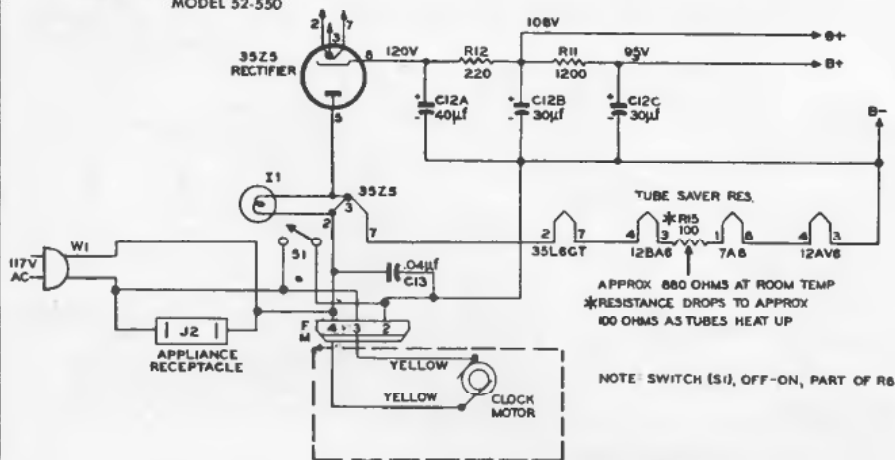 MODEL 52-550
2
3
7
108V
B+
35Z5
RECTIFIER
8
120V
R12
220
R11
1200
95V
B+
C12A
40µf
C12B
30µf
C12C
30µf
B-
5
I1
35Z5
3
2
7
TUBE SAVER RES.
*R15
100
2 7
35L6GT
4 3
12BA6
1 8
7A6
4 3
12AV6
W1
117V
AC
S1
.04µf
C13
APPROX 880 OHMS AT ROOM TEMP
*RESISTANCE DROPS TO APPROX
100 OHMS AS TUBES HEAT UP
J2
APPLIANCE
RECEPTACLE
F
M
4 3 2
YELLOW
YELLOW
CLOCK
MOTOR
NOTE: SWITCH (S1), OFF-ON, PART OF R6